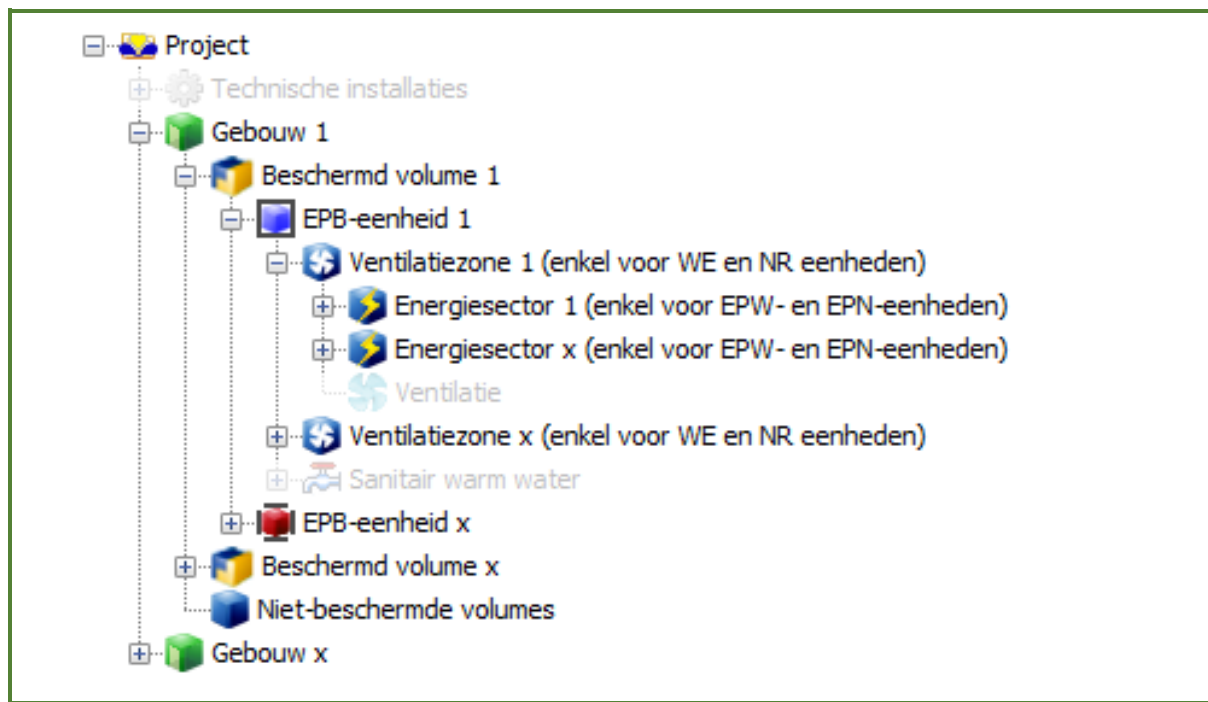 Project
Technische installaties
Gebouw 1
Beschermd volume 1
EPB-eenheid 1
Ventilatiezone 1 (enkel voor WE en NR eenheden)
Energiesector 1 (enkel voor EPW- en EPN-eenheden)
Energiesector x (enkel voor EPW- en EPN-eenheden)
Ventilatie
Ventilatiezone x (enkel voor WE en NR eenheden)
Sanitair warm water
EPB-eenheid x
Beschermd volume x
Niet-beschermde volumes
Gebouw x